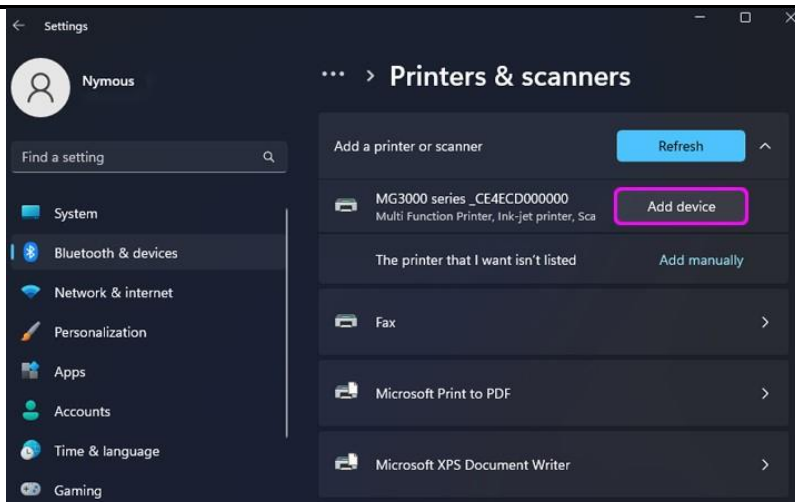 Settings
Nymous
Find a setting
System
Bluetooth & devices
Network & internet
Personalization
Apps
Accounts
Time & language
Gaming
... > Printers & scanners
Add a printer or scanner
Refresh
MG3000 series _CE4ECD000000
Add device
Multi Function Printer, Ink-jet printer, Sca
The printer that I want isn't listed
Add manually
Fax
Microsoft Print to PDF
Microsoft XPS Document Writer